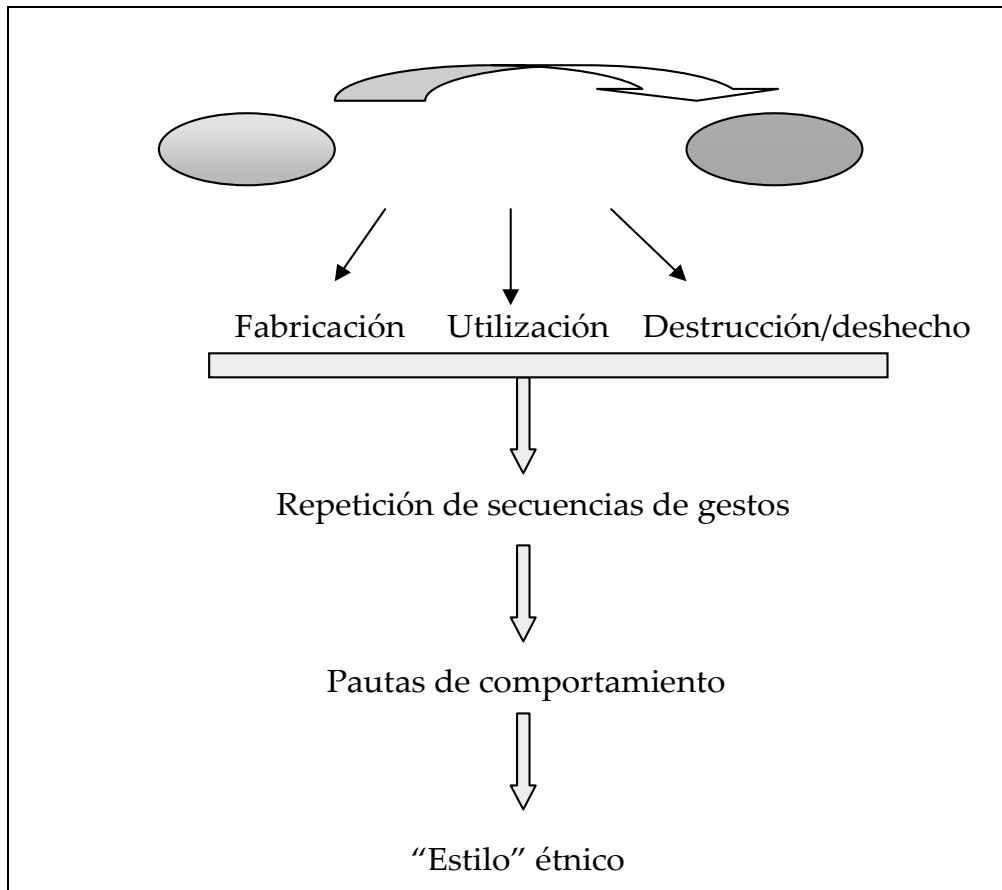 Fabricación Utilización Destrucción/deshecho
Repetición de secuencias de gestos
Pautas de comportamiento
“Estilo” étnico